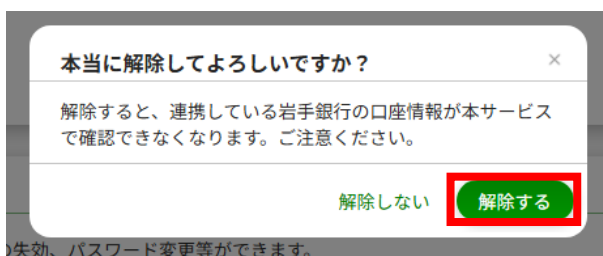 本当に解除してよろしいですか?
×
解除すると、連携している岩手銀行の口座情報が本サービス
で確認できなくなります。ご注意ください。
解除しない
解除する
の失効、パスワード変更等ができます。